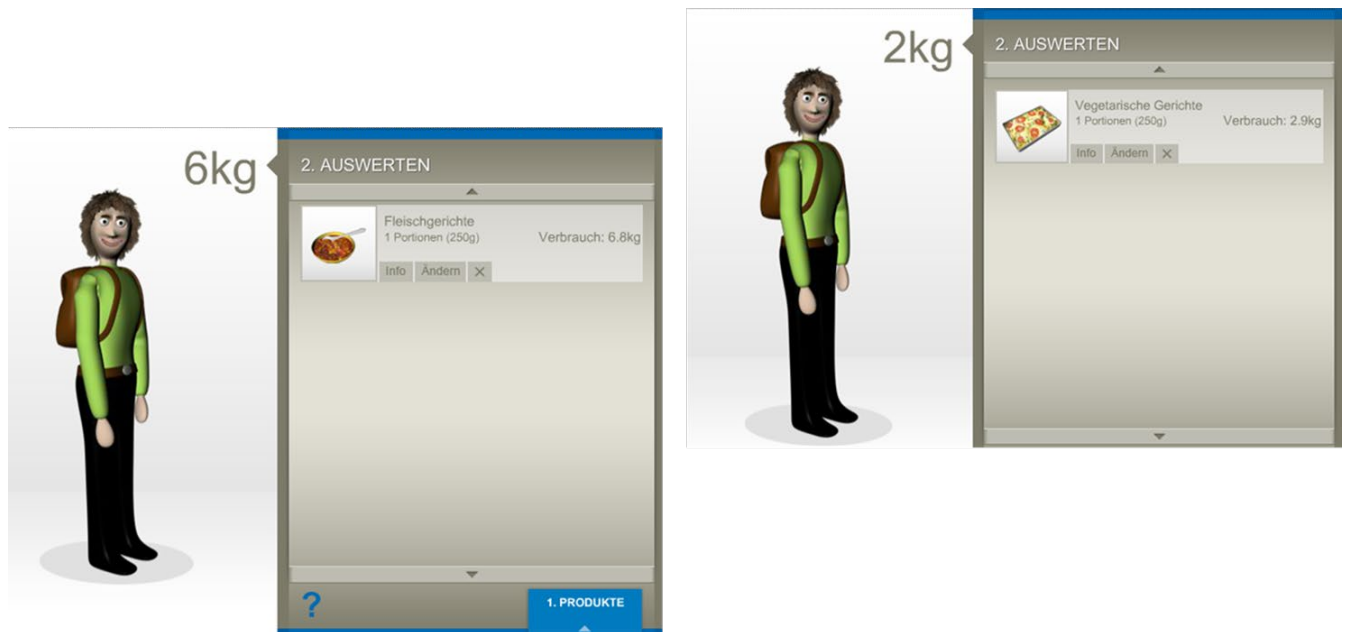 6kg
2. AUSWERTEN
Fleischgerichte
1 Portionen (250g)
Verbrauch: 6.8kg
Info Ändern X
?
1. PRODUKTE
2kg
2. AUSWERTEN
Vegetarische Gerichte
1 Portionen (250g)
Verbrauch: 2.9kg
Info Ändern X